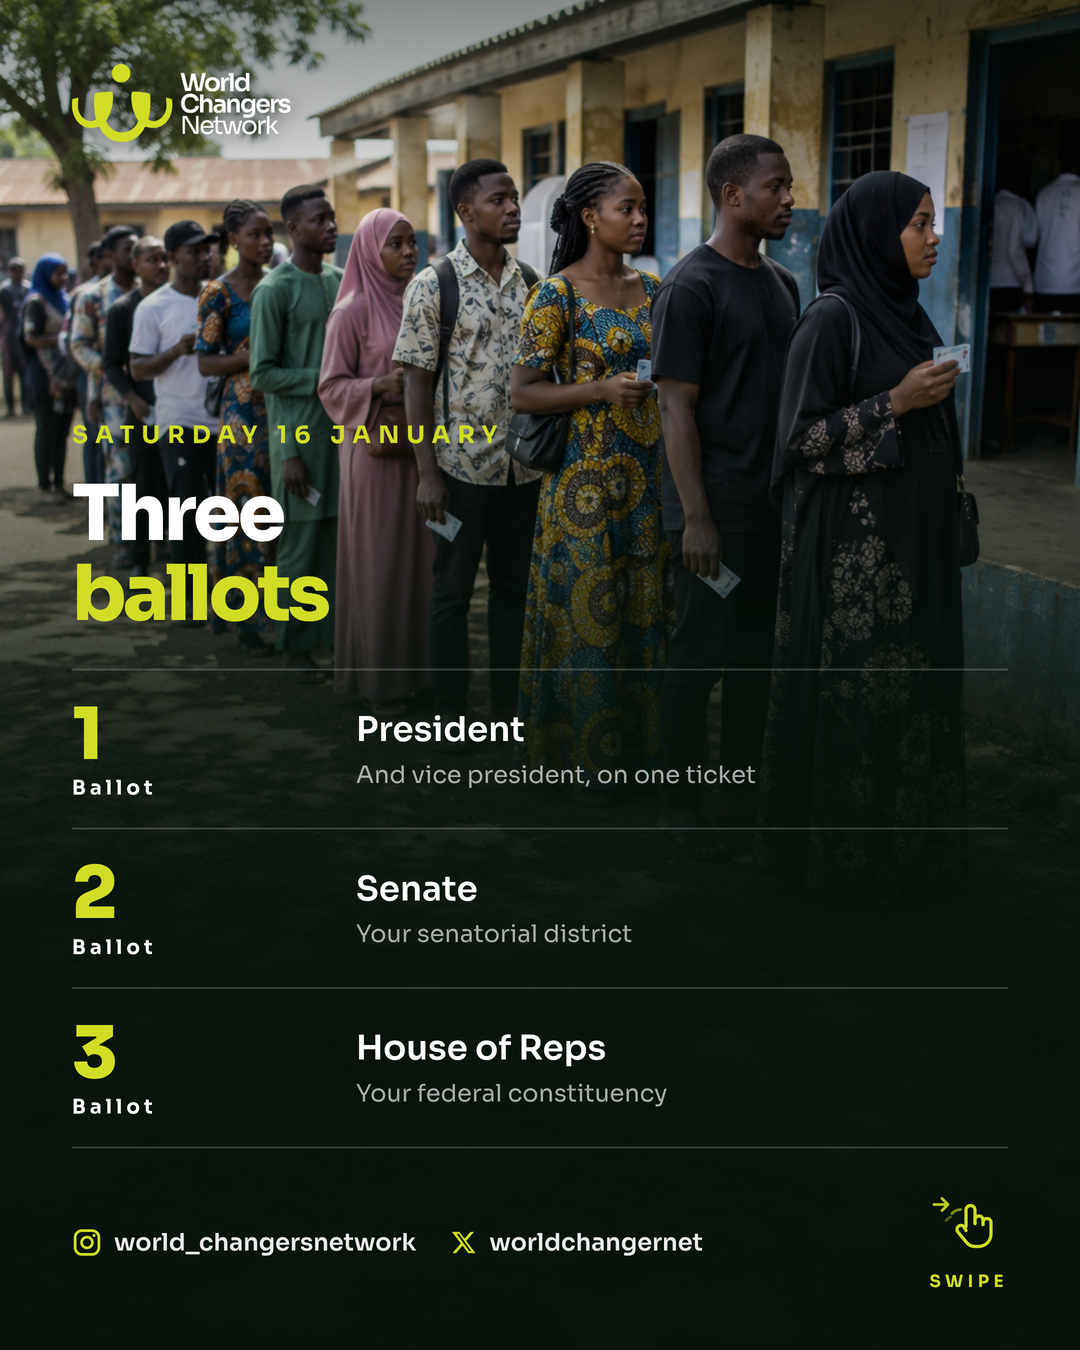 World
Changers
Network
SATURDAY 16 JANUARY
Three
ballots
1
Ballot
President
And vice president, on one ticket
2
Ballot
Senate
Your senatorial district
3
Ballot
House of Reps
Your federal constituency
world_changersnetwork
worldchangernet
SWIPE